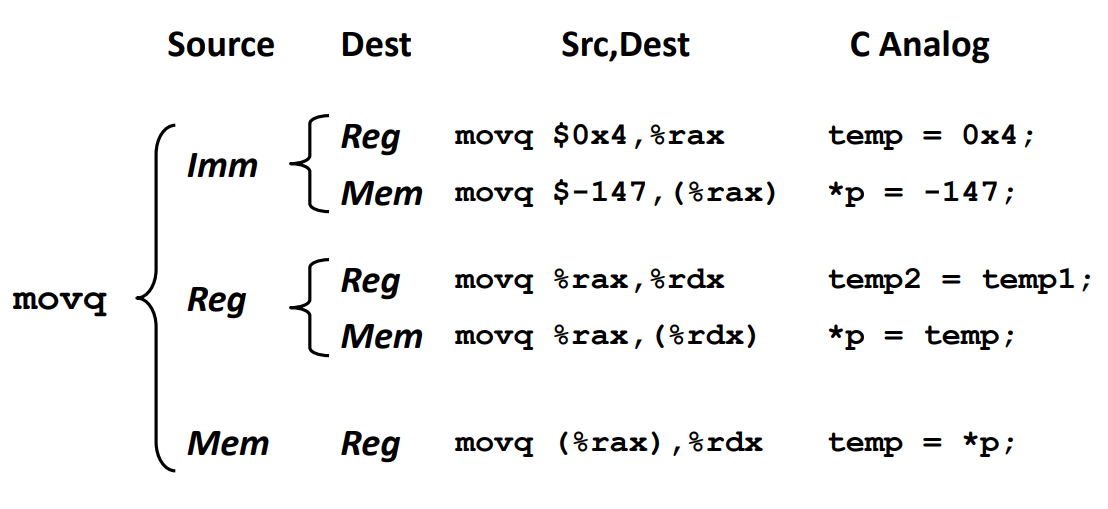 Source Dest Src,Dest C Analog
Reg movq $0x4,%rax temp = 0x4;
Imm
Mem movq $-147,(%rax) *p = -147;
Reg movq %rax,%rdx temp2 = temp1;
movq Reg
Mem movq %rax,(%rdx) *p = temp;
Mem Reg movq (%rax),%rdx temp = *p;